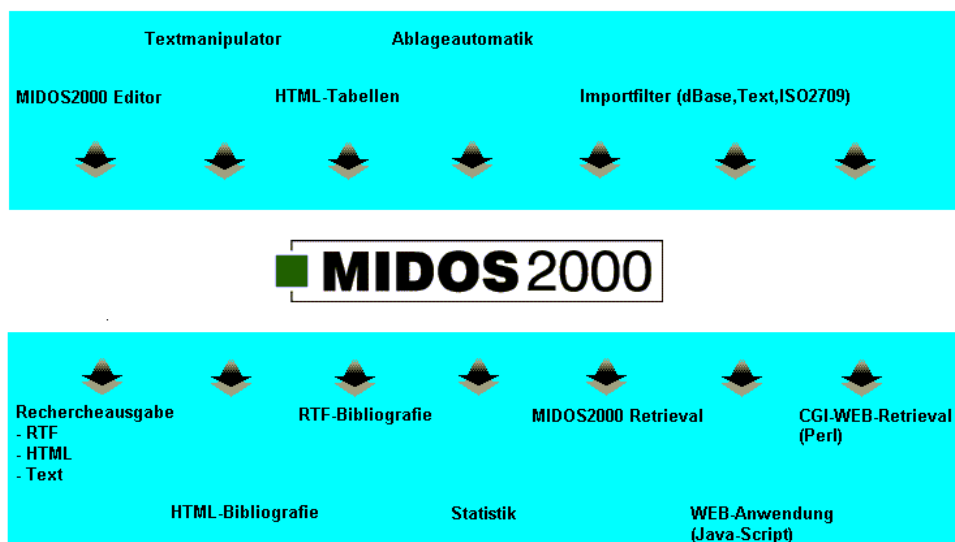 Textmanipulator Ablageautomatik
MIDOS2000 Editor HTML-Tabellen Importfilter (dBase,Text,ISO2709)
MIDOS2000
Rechercheausgabe
- RTF
- HTML
- Text
RTF-Bibliografie
MIDOS2000 Retrieval
CGI-WEB-Retrieval
(Perl)
HTML-Bibliografie
Statistik
WEB-Anwendung
(Java-Script)